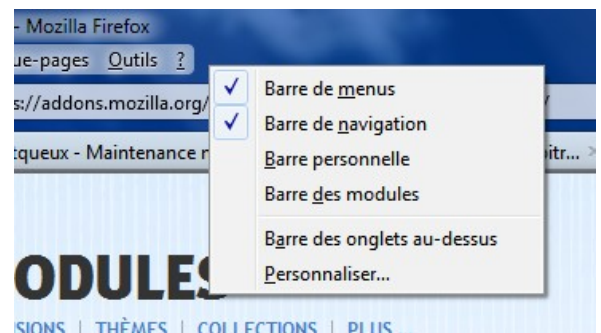 - Mozilla Firefox
ue-pages Outils ?
s://addons.mozilla.org/
Barre de menus
Barre de navigation
Barre personnelle
Barre des modules
Barre des onglets au-dessus
Personnaliser...
tqueux - Maintenance r
itr...
ODULES
SIONS | THÈMES | COLLECTIONS | PLUS